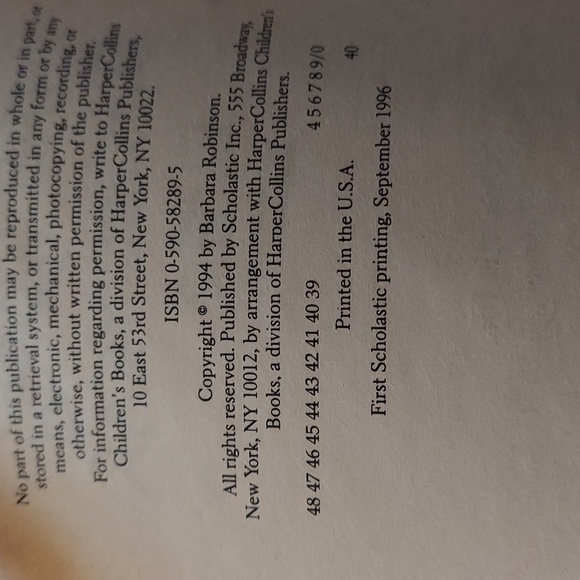 No part of this publication may be reproduced in whole or in part, or
stored in a retrieval system, or transmitted in any form or by any
means, electronic, mechanical, photocopying, recording, or
otherwise, without written permission of the publisher.
For information regarding permission, write to HarperCollins
Children's Books, a division of HarperCollins Publishers,
10 East 53rd Street, New York, NY 10022.
ISBN 0-590-58289-5
Copyright © 1994 by Barbara Robinson.
All rights reserved. Published by Scholastic Inc., 555 Broadway,
New York, NY 10012, by arrangement with HarperCollins Children's
Books, a division of HarperCollins Publishers.
48 47 46 45 44 43 42 41 40 39 4 5 6 7 8 9/0
Printed in the U.S.A. 40
First Scholastic printing, September 1996